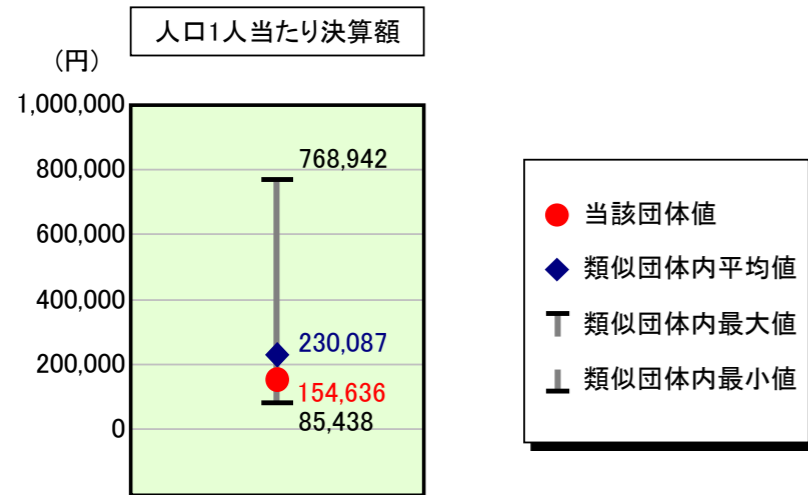 人口1人当たり決算額
(円)
1,000,000
800,000
600,000
400,000
200,000
0
768,942
230,087
154,636
85,438
当該団体値
類似団体内平均値
類似団体内最大値
類似団体内最小値